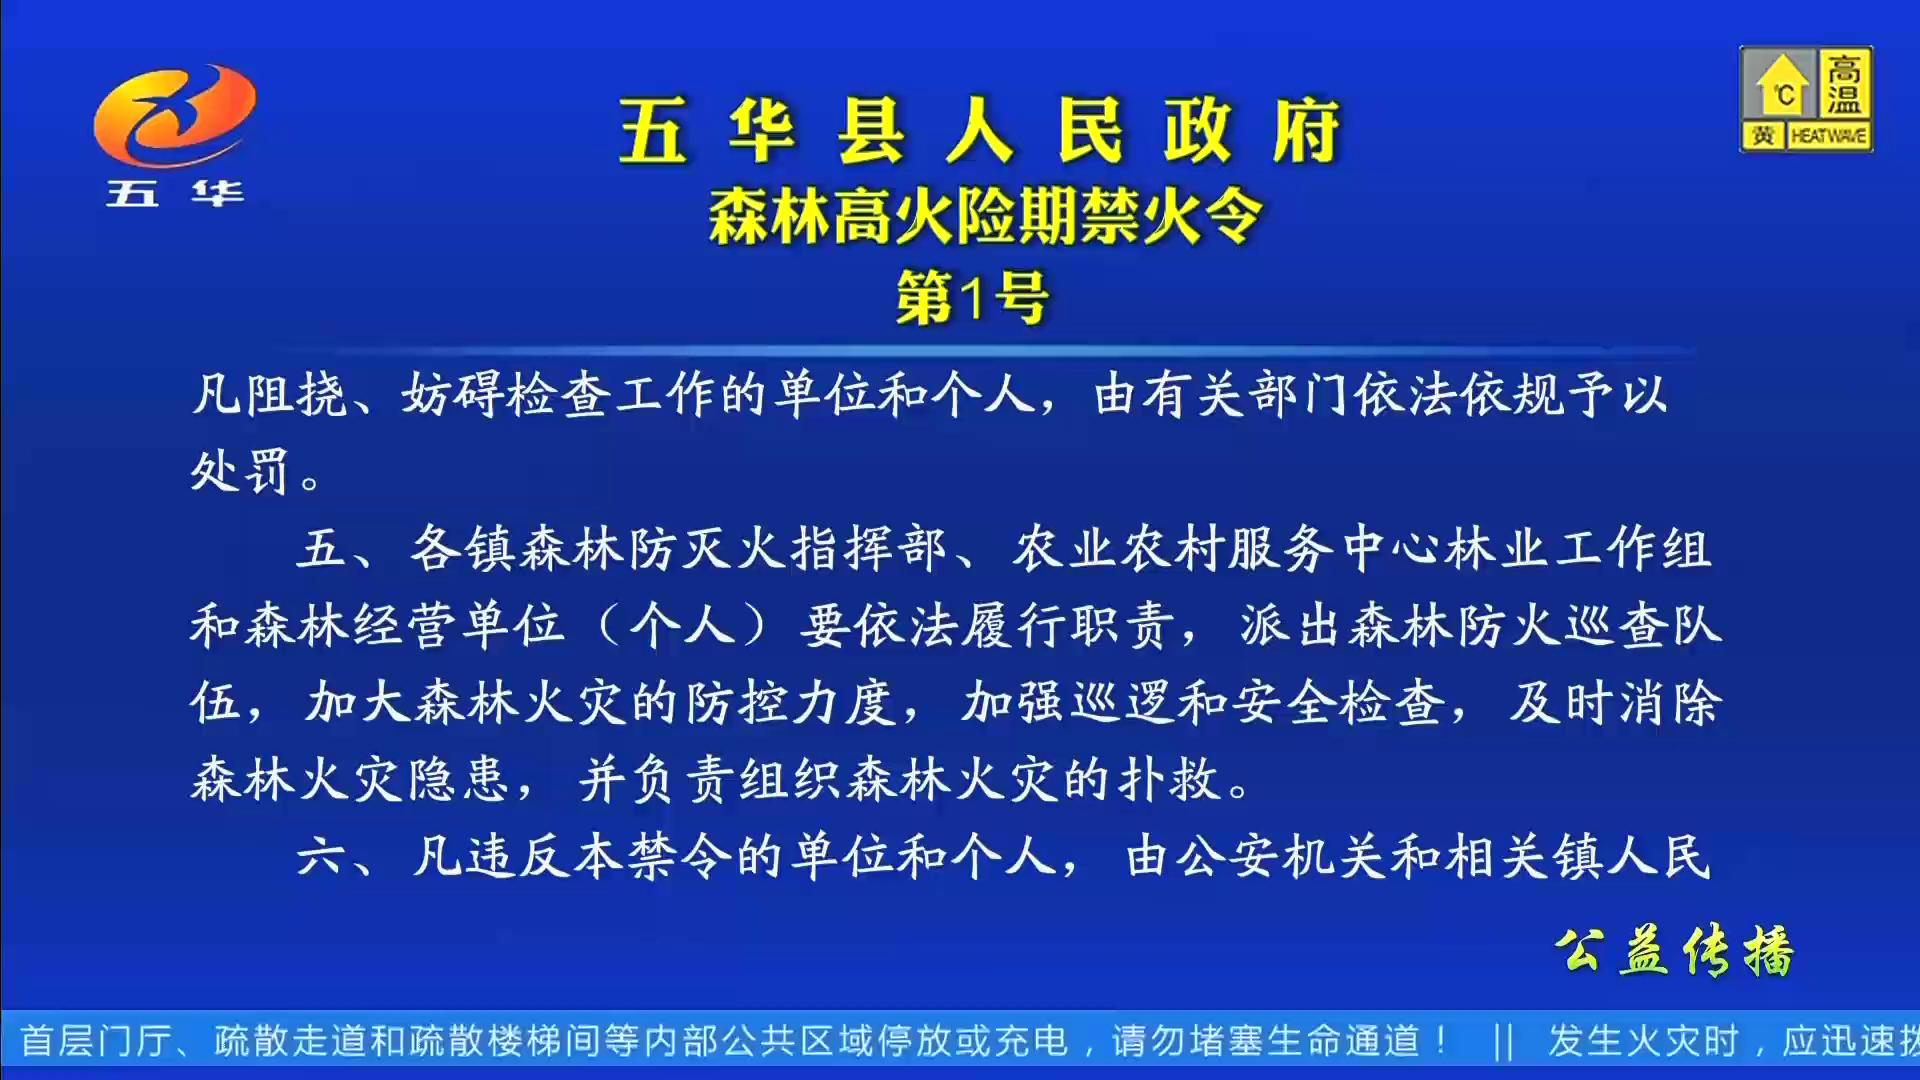 五华
高温
℃
黄 HEAT WAVE
五华县人民政府
森林高火险期禁火令
第1号
凡阻挠、妨碍检查工作的单位和个人，由有关部门依法依规予以
处罚。
五、各镇森林防灭火指挥部、农业农村服务中心林业工作组
和森林经营单位（个人）要依法履行职责，派出森林防火巡查队
伍，加大森林火灾的防控力度，加强巡逻和安全检查，及时消除
森林火灾隐患，并负责组织森林火灾的扑救。
六、凡违反本禁令的单位和个人，由公安机关和相关镇人民
公益传播
首层门厅、疏散走道和疏散楼梯间等内部公共区域停放或充电，请勿堵塞生命通道！ || 发生火灾时，应迅速拨